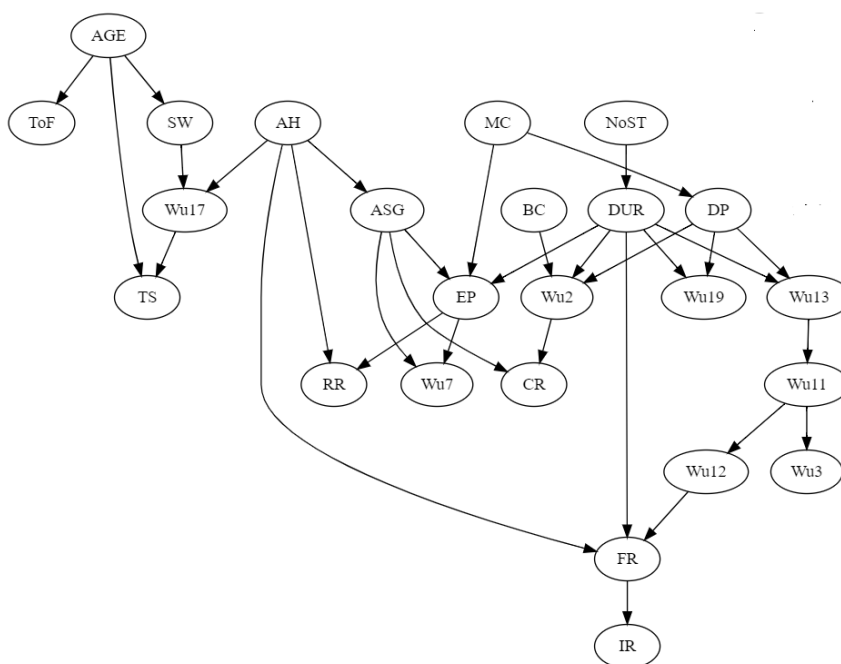 AGE
ToF SW AH MC NoST
Wu17 ASG BC DUR DP
TS EP Wu2 Wu19 Wu13
RR Wu7 CR Wu11
Wu12 Wu3
FR
IR